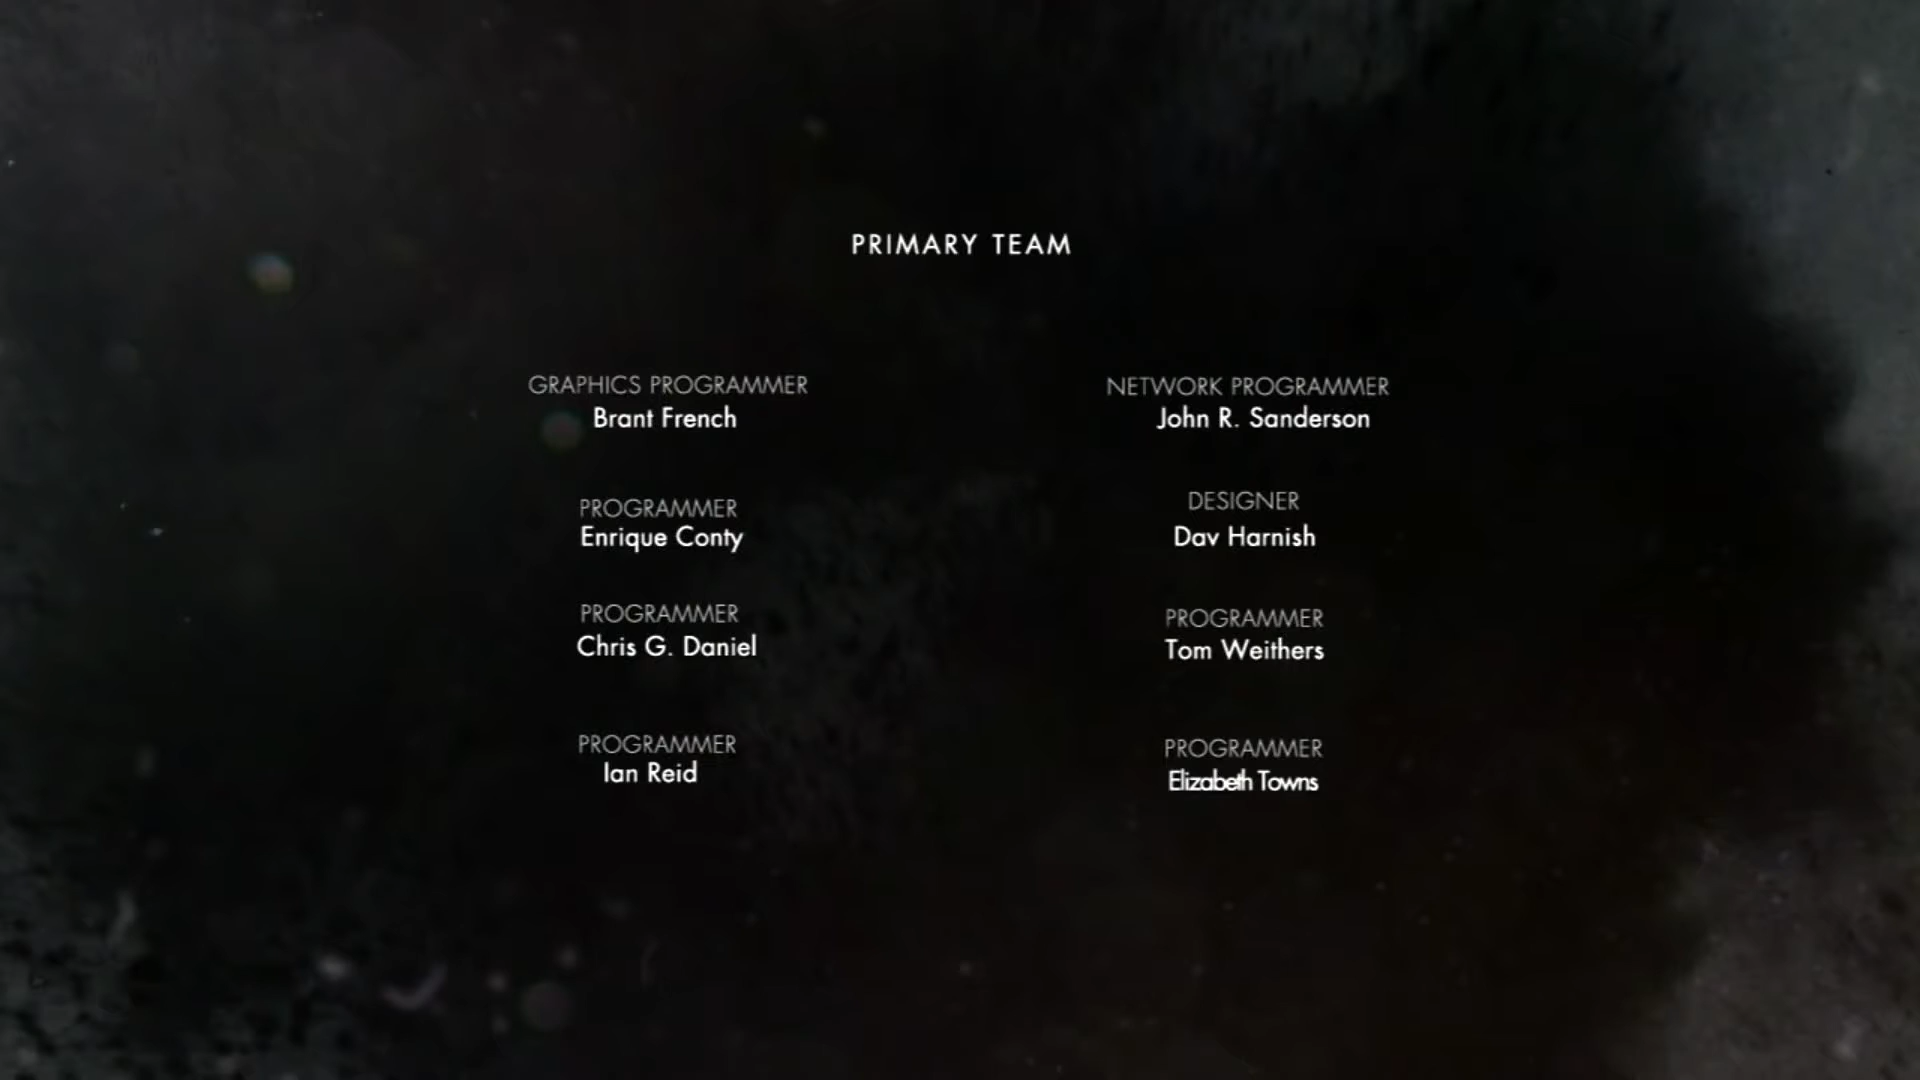 PRIMARY TEAM
GRAPHICS PROGRAMMER
Brant French
NETWORK PROGRAMMER
John R. Sanderson
PROGRAMMER
Enrique Conty
DESIGNER
Dav Harnish
PROGRAMMER
Chris G. Daniel
PROGRAMMER
Tom Weithers
PROGRAMMER
Ian Reid
PROGRAMMER
Elizabeth Towns